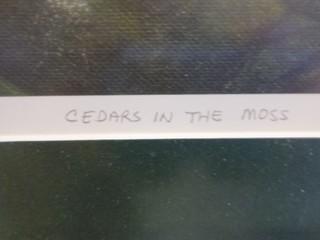 CEDARS IN THE MOSS